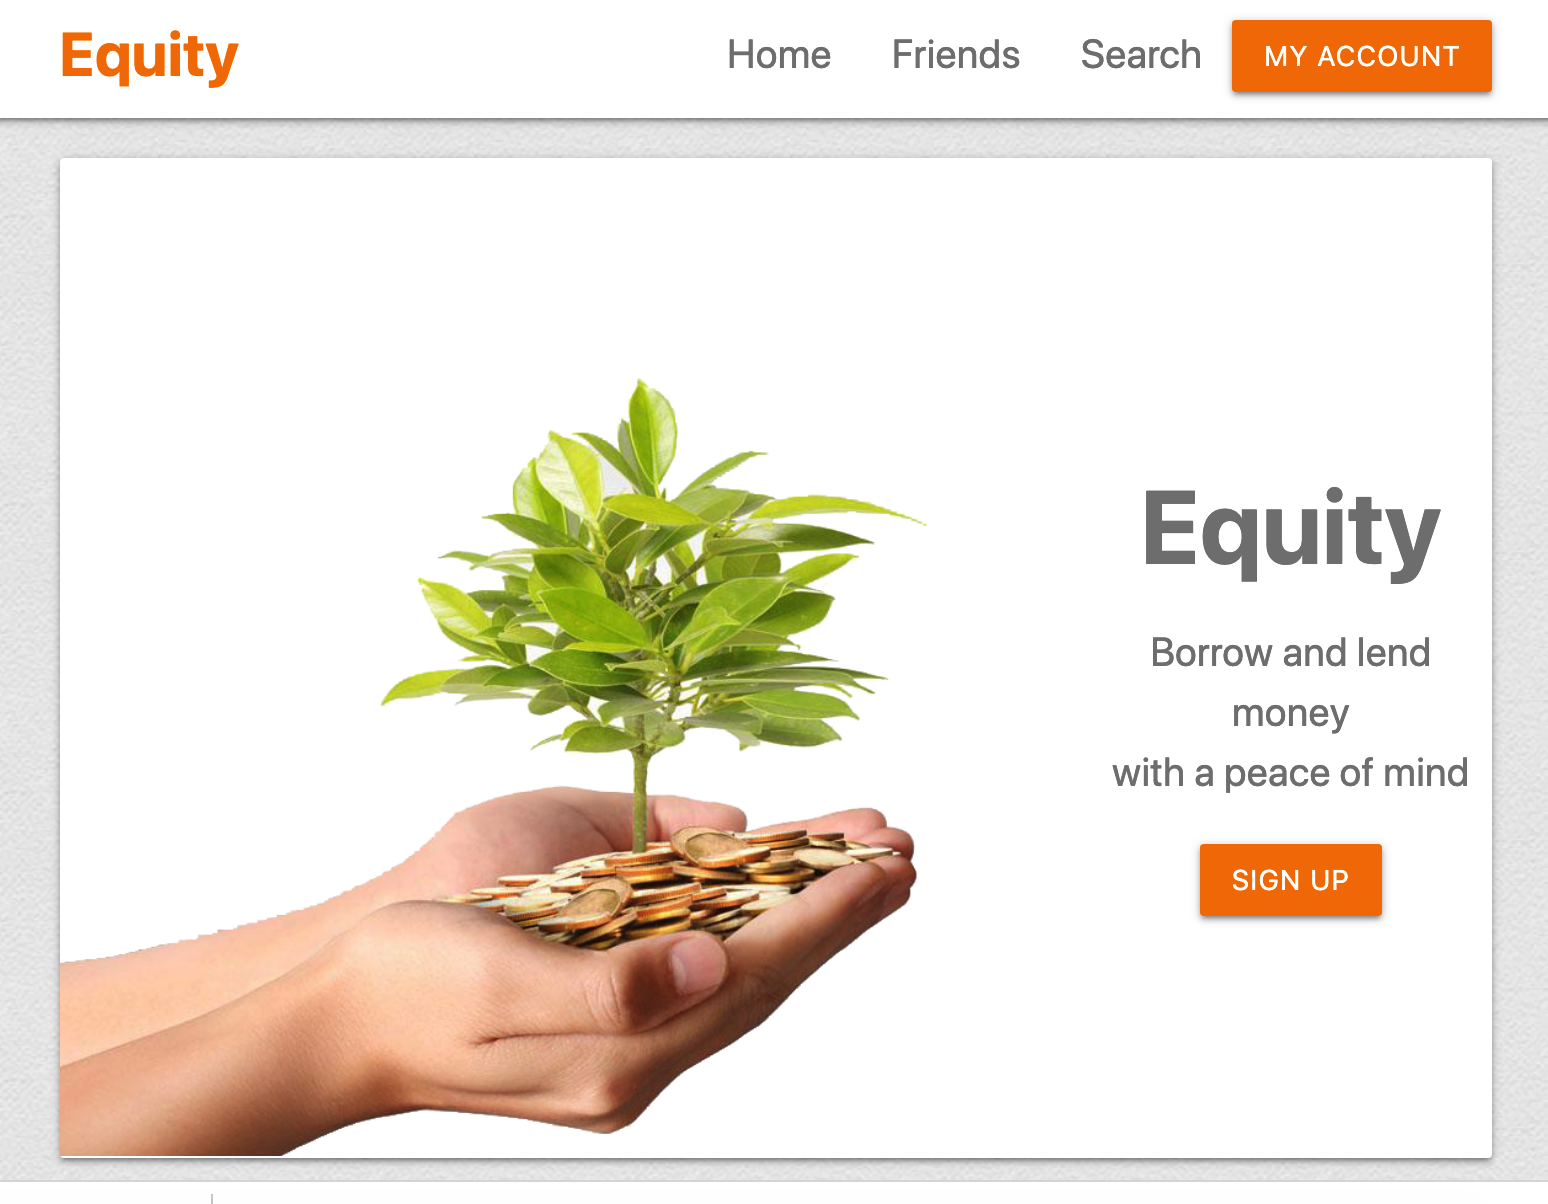 Equity
Home Friends Search MY ACCOUNT
Equity
Borrow and lend
money
with a peace of mind
SIGN UP